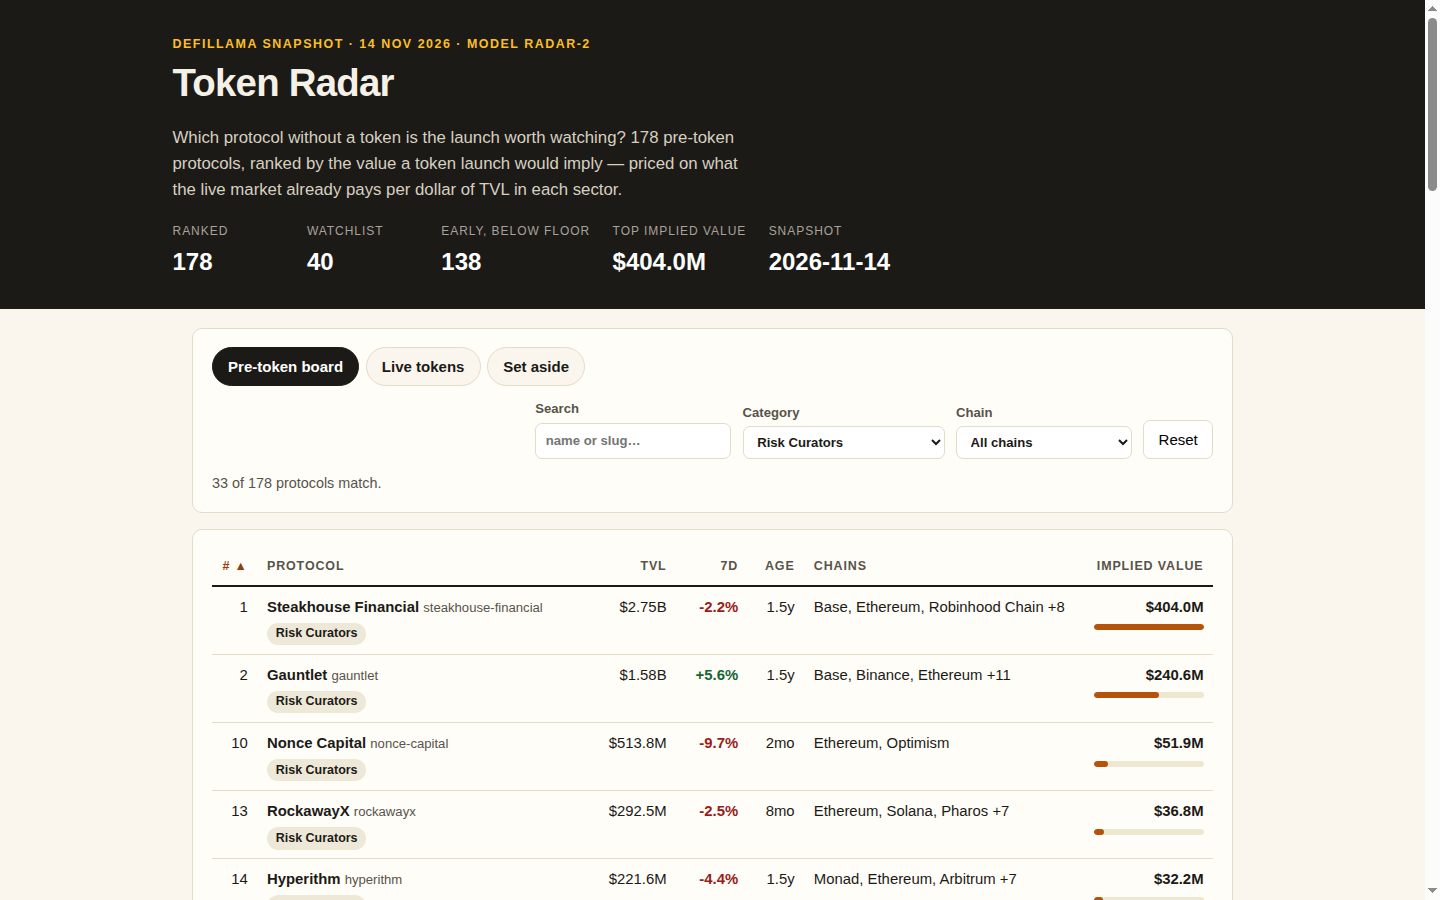 DEFILLAMA SNAPSHOT · 14 NOV 2026 · MODEL RADAR-2
Token Radar
Which protocol without a token is the launch worth watching? 178 pre-token
protocols, ranked by the value a token launch would imply — priced on what
the live market already pays per dollar of TVL in each sector.
RANKED WATCHLIST EARLY, BELOW FLOOR TOP IMPLIED VALUE SNAPSHOT
178 40 138 $404.0M 2026-11-14
Pre-token board Live tokens Set aside
Search Category Chain
name or slug… Risk Curators All chains Reset
33 of 178 protocols match.
# ▲ PROTOCOL TVL 7D AGE CHAINS IMPLIED VALUE
1 Steakhouse Financial steakhouse-financial $2.75B -2.2% 1.5y Base, Ethereum, Robinhood Chain +8 $404.0M
Risk Curators
2 Gauntlet gauntlet $1.58B +5.6% 1.5y Base, Binance, Ethereum +11 $240.6M
Risk Curators
10 Nonce Capital nonce-capital $513.8M -9.7% 2mo Ethereum, Optimism $51.9M
Risk Curators
13 RockawayX rockawayx $292.5M -2.5% 8mo Ethereum, Solana, Pharos +7 $36.8M
Risk Curators
14 Hyperithm hyperithm $221.6M -4.4% 1.5y Monad, Ethereum, Arbitrum +7 $32.2M